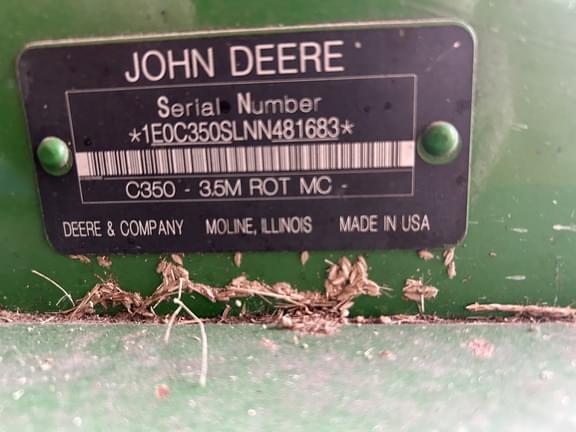 JOHN DEERE
Serial Number
*1E0C350SLNN481683*
C350 - 3.5M ROT MC -
DEERE & COMPANY MOLINE, ILLINOIS MADE IN USA